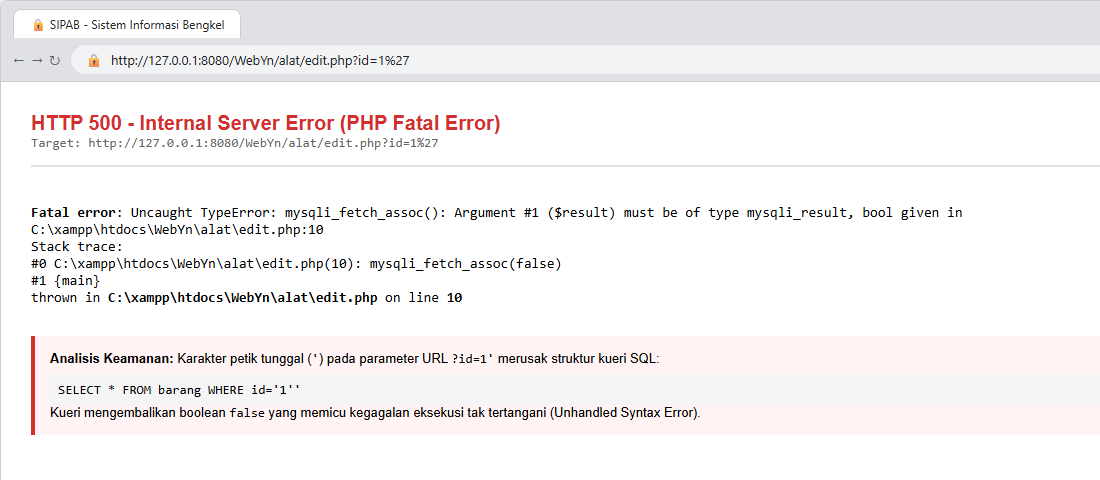 SIPAB - Sistem Informasi Bengkel
http://127.0.0.1:8080/WebYn/alat/edit.php?id=1%27
HTTP 500 - Internal Server Error (PHP Fatal Error)
Target: http://127.0.0.1:8080/WebYn/alat/edit.php?id=1%27
Fatal error: Uncaught TypeError: mysqli_fetch_assoc(): Argument #1 ($result) must be of type mysqli_result, bool given in
C:\xampp\htdocs\WebYn\alat\edit.php:10
Stack trace:
#0 C:\xampp\htdocs\WebYn\alat\edit.php(10): mysqli_fetch_assoc(false)
#1 {main}
thrown in C:\xampp\htdocs\WebYn\alat\edit.php on line 10
Analisis Keamanan: Karakter petik tunggal (') pada parameter URL ?id=1' merusak struktur kueri SQL:
SELECT * FROM barang WHERE id='1''
Kueri mengembalikan boolean false yang memicu kegagalan eksekusi tak tertangani (Unhandled Syntax Error).